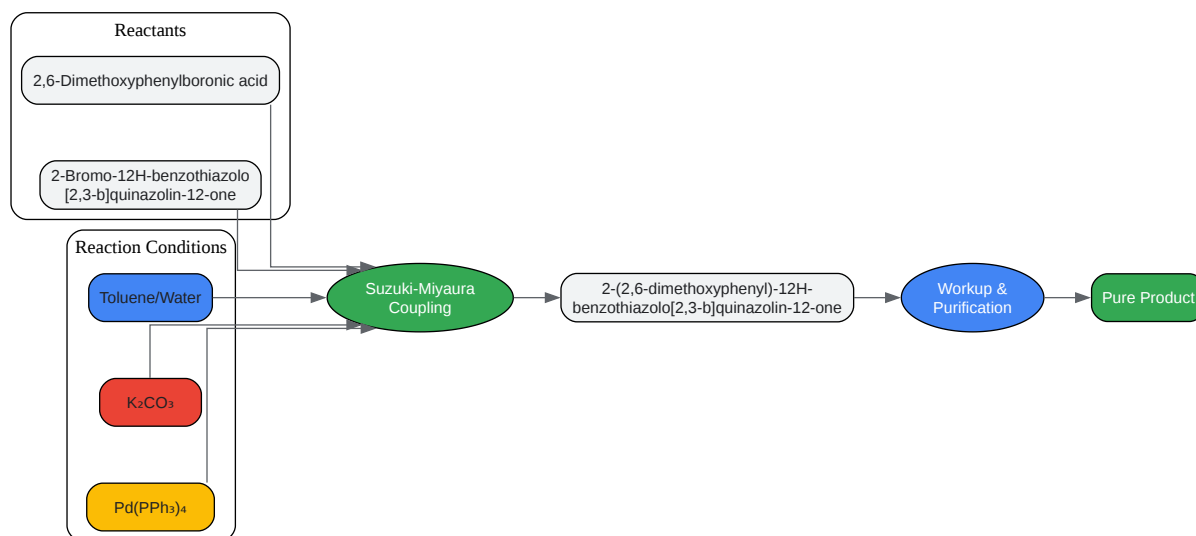 Reactants
2,6-Dimethoxyphenylboronic acid
2-Bromo-12H-benzothiazolo
[2,3-b]quinazolin-12-one
Reaction Conditions
Toluene/Water
K₂CO₃
Pd(PPh₃)₄
Suzuki-Miyaura
Coupling
2-(2,6-dimethoxyphenyl)-12H-
benzothiazolo[2,3-b]quinazolin-12-one
Workup &
Purification
Pure Product